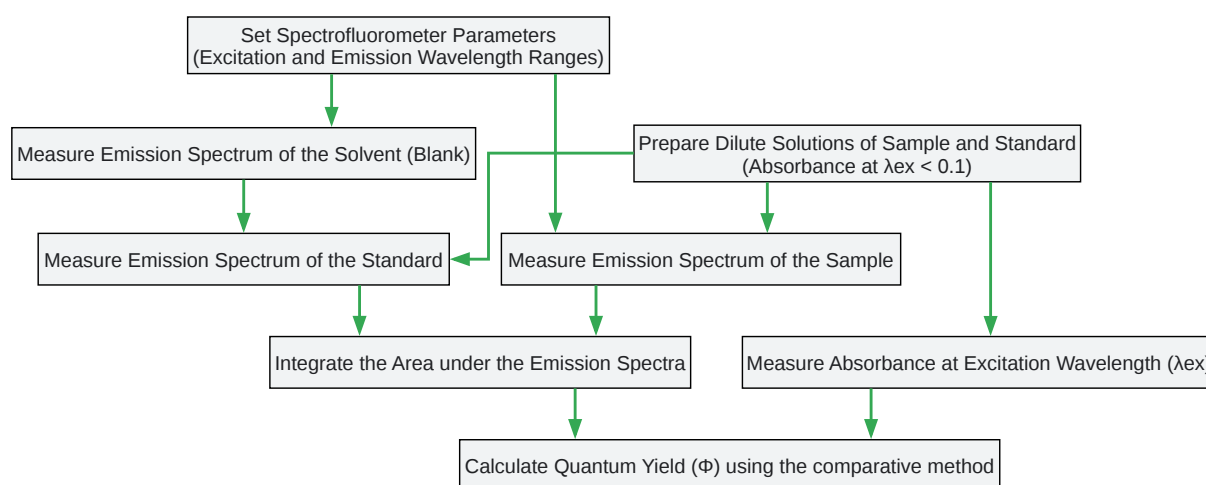 Set Spectrofluorometer Parameters
(Excitation and Emission Wavelength Ranges)
Measure Emission Spectrum of the Solvent (Blank)
Prepare Dilute Solutions of Sample and Standard
(Absorbance at λex < 0.1)
Measure Emission Spectrum of the Standard
Measure Emission Spectrum of the Sample
Integrate the Area under the Emission Spectra
Measure Absorbance at Excitation Wavelength (λex)
Calculate Quantum Yield (Φ) using the comparative method